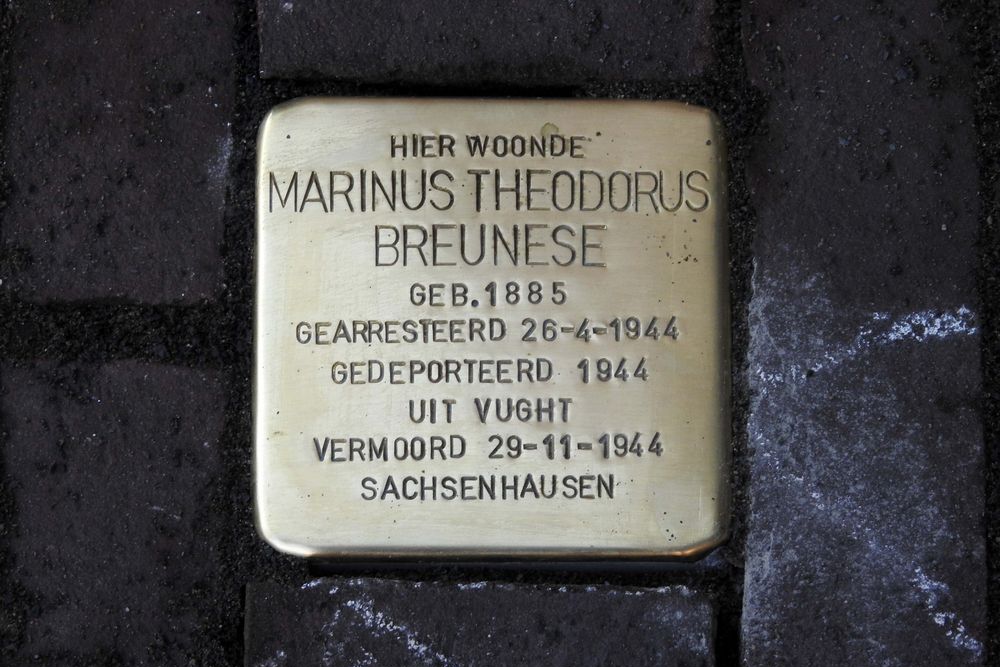 HIER WOONDE
MARINUS THEODORUS
BREUNESE
GEB.1885
GEARRESTEERD 26-4-1944
GEDEPORTEERD 1944
UIT VUGHT
VERMOORD 29-11-1944
SACHSENHAUSEN